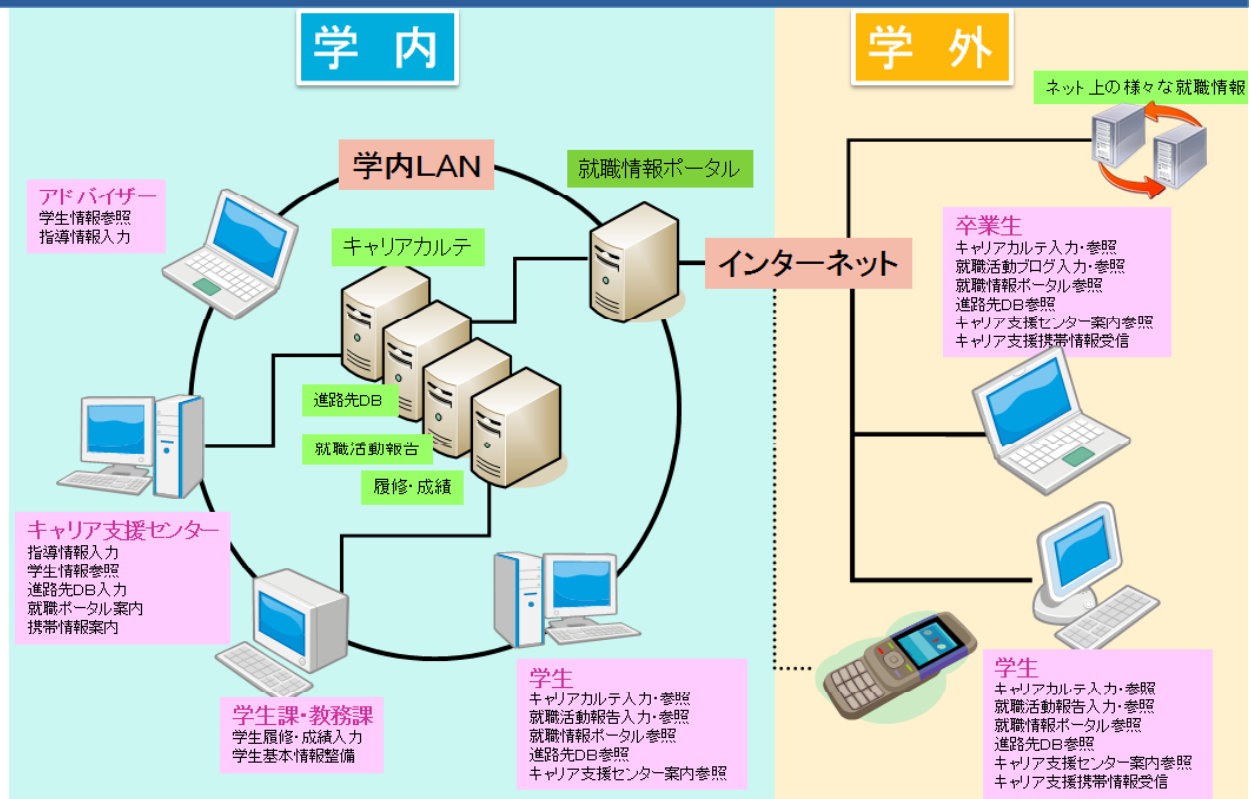 学 内
学 外
ネット上の様々な就職情報
学内LAN
就職情報ポータル
アドバイザー
学生情報参照
指導情報入力
キャリアカルテ
インターネット
卒業生
キャリアカルテ入力・参照
就職活動ブログ入力・参照
就職情報ポータル参照
進路先DB参照
キャリア支援センター案内参照
キャリア支援携帯情報受信
進路先DB
就職活動報告
履修・成績
キャリア支援センター
指導情報入力
学生情報参照
進路先DB入力
就職ポータル案内
携帯情報案内
学生課・教務課
学生履修・成績入力
学生基本情報整備
学生
キャリアカルテ入力・参照
就職活動報告入力・参照
就職情報ポータル参照
進路先DB参照
キャリア支援センター案内参照
学生
キャリアカルテ入力・参照
就職活動報告入力・参照
就職情報ポータル参照
進路先DB参照
キャリア支援センター案内参照
キャリア支援携帯情報受信